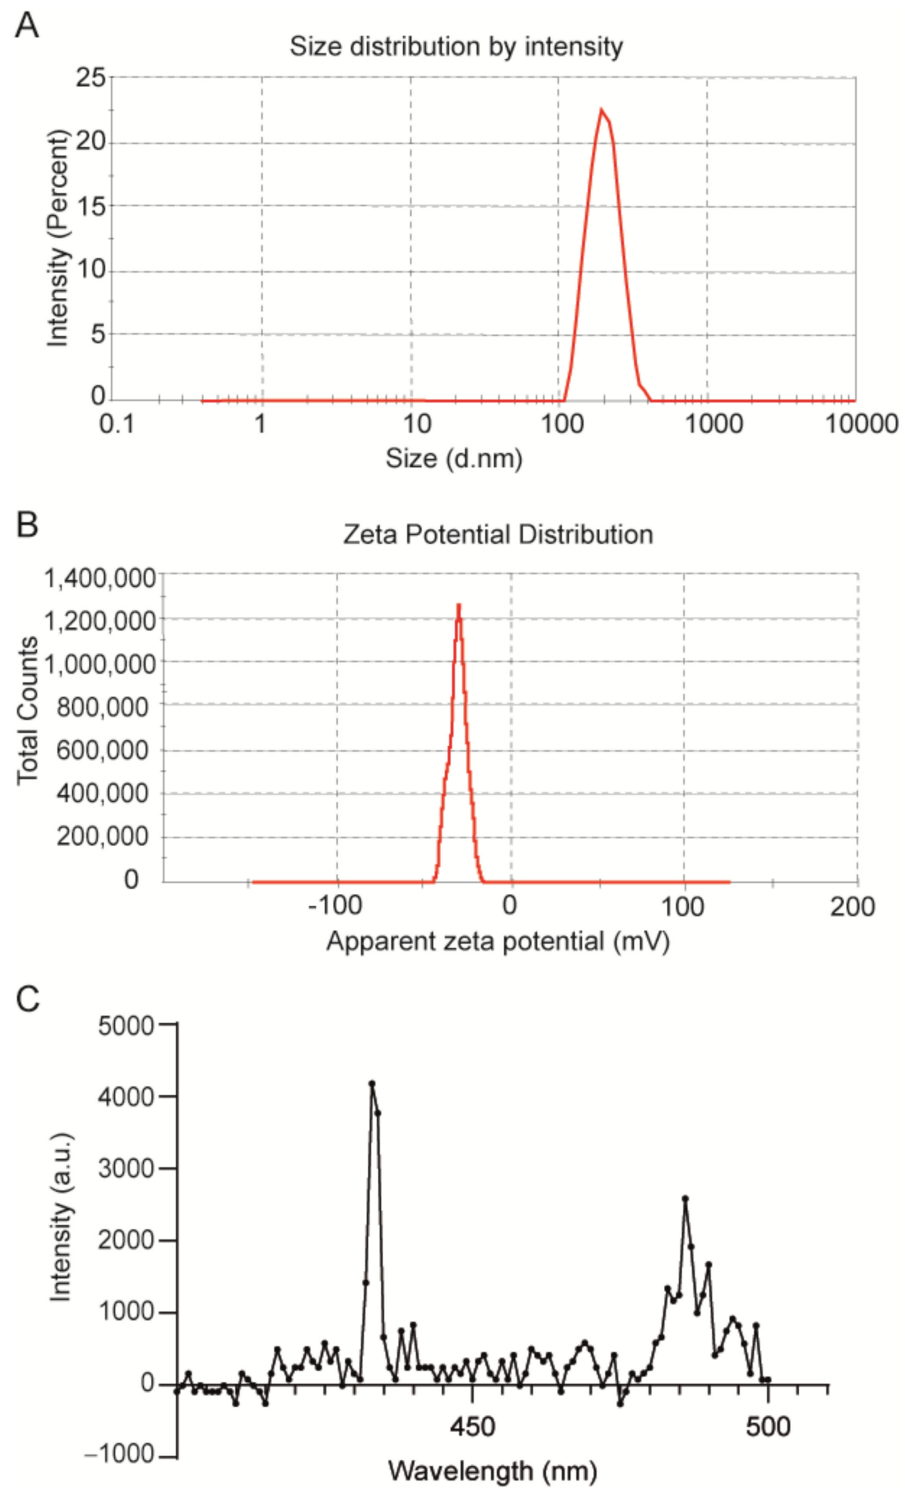 A
Size distribution by intensity
25
20
15
10
5
0
Intensity (Percent)
0.1 1 10 100 1000 10000
Size (d.nm)
B
Zeta Potential Distribution
1,400,000
1,200,000
1,000,000
800,000
600,000
400,000
200,000
0
Total Counts
-100 0 100 200
Apparent zeta potential (mV)
C
5000
4000
3000
2000
1000
0
−1000
Intensity (a.u.)
450 500
Wavelength (nm)